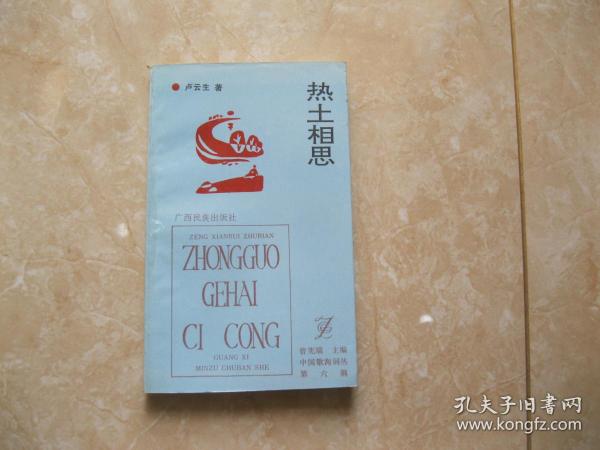 卢云生 著
热土相思
广西民族出版社
ZENG XIANRUI ZHUBIAN
ZHONGGUO
GEHAI
CI CONG
GUANG XI
MINZU CHUBAN SHE
曾宪瑞 主编
中国歌海词丛
第六辑
孔夫子旧书网
www.kongfz.com